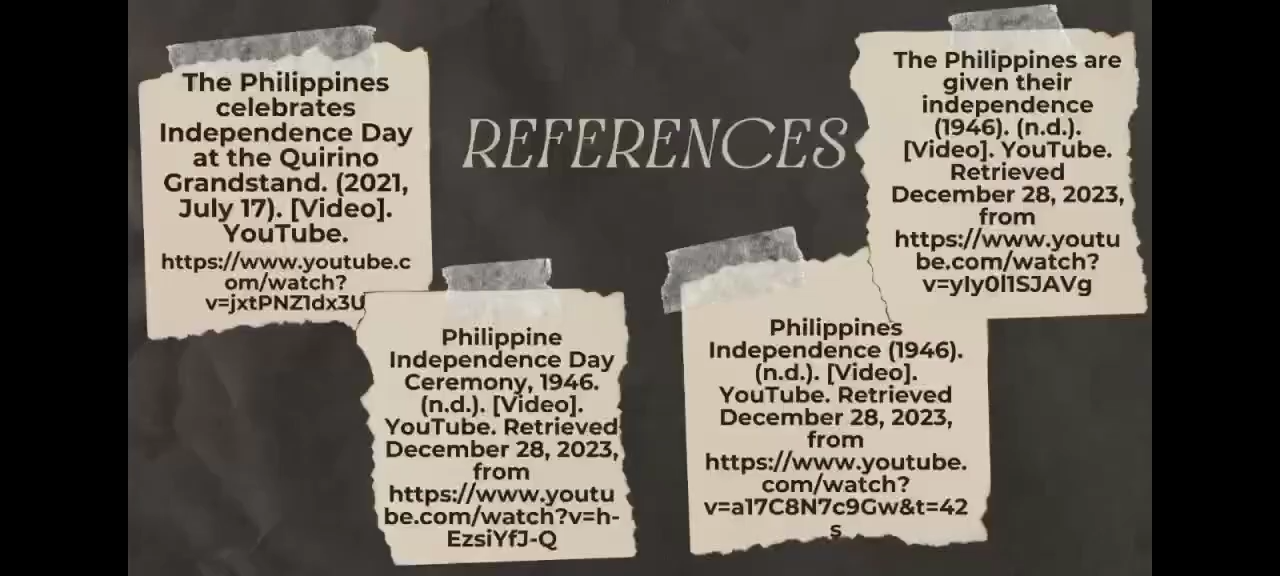 The Philippines
celebrates
Independence Day
at the Quirino
Grandstand. (2021,
July 17). [Video].
YouTube.
https://www.youtube.c
om/watch?
v=jxtPNZ1dx3U
REFERENCES
Philippine
Independence Day
Ceremony, 1946.
(n.d.). [Video].
YouTube. Retrieved
December 28, 2023,
from
https://www.youtu
be.com/watch?v=h-
EzsiYfJ-Q
Philippines
Independence (1946).
(n.d.). [Video].
YouTube. Retrieved
December 28, 2023,
from
https://www.youtube.
com/watch?
v=a17C8N7c9Gw&t=42
s
The Philippines are
given their
independence
(1946). (n.d.).
[Video]. YouTube.
Retrieved
December 28, 2023,
from
https://www.youtu
be.com/watch?
v=yIy0l1SJAVg